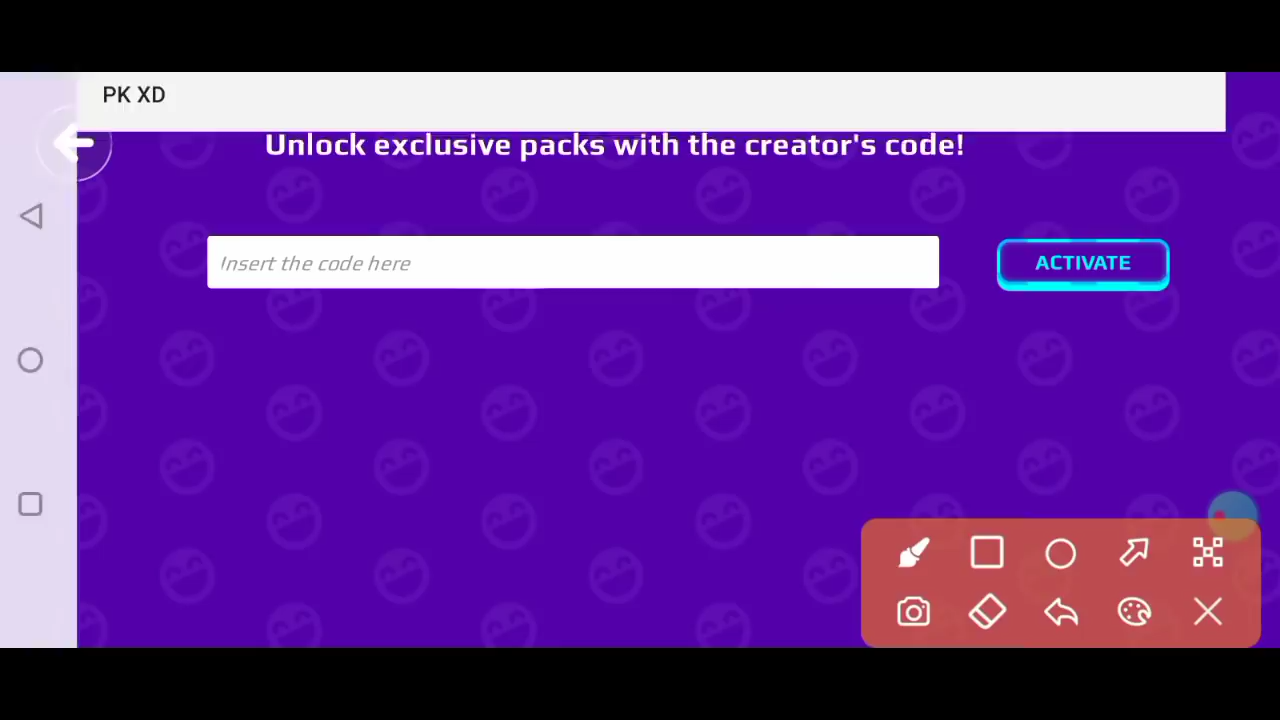 PK XD
Unlock exclusive packs with the creator's code!
Insert the code here
ACTIVATE